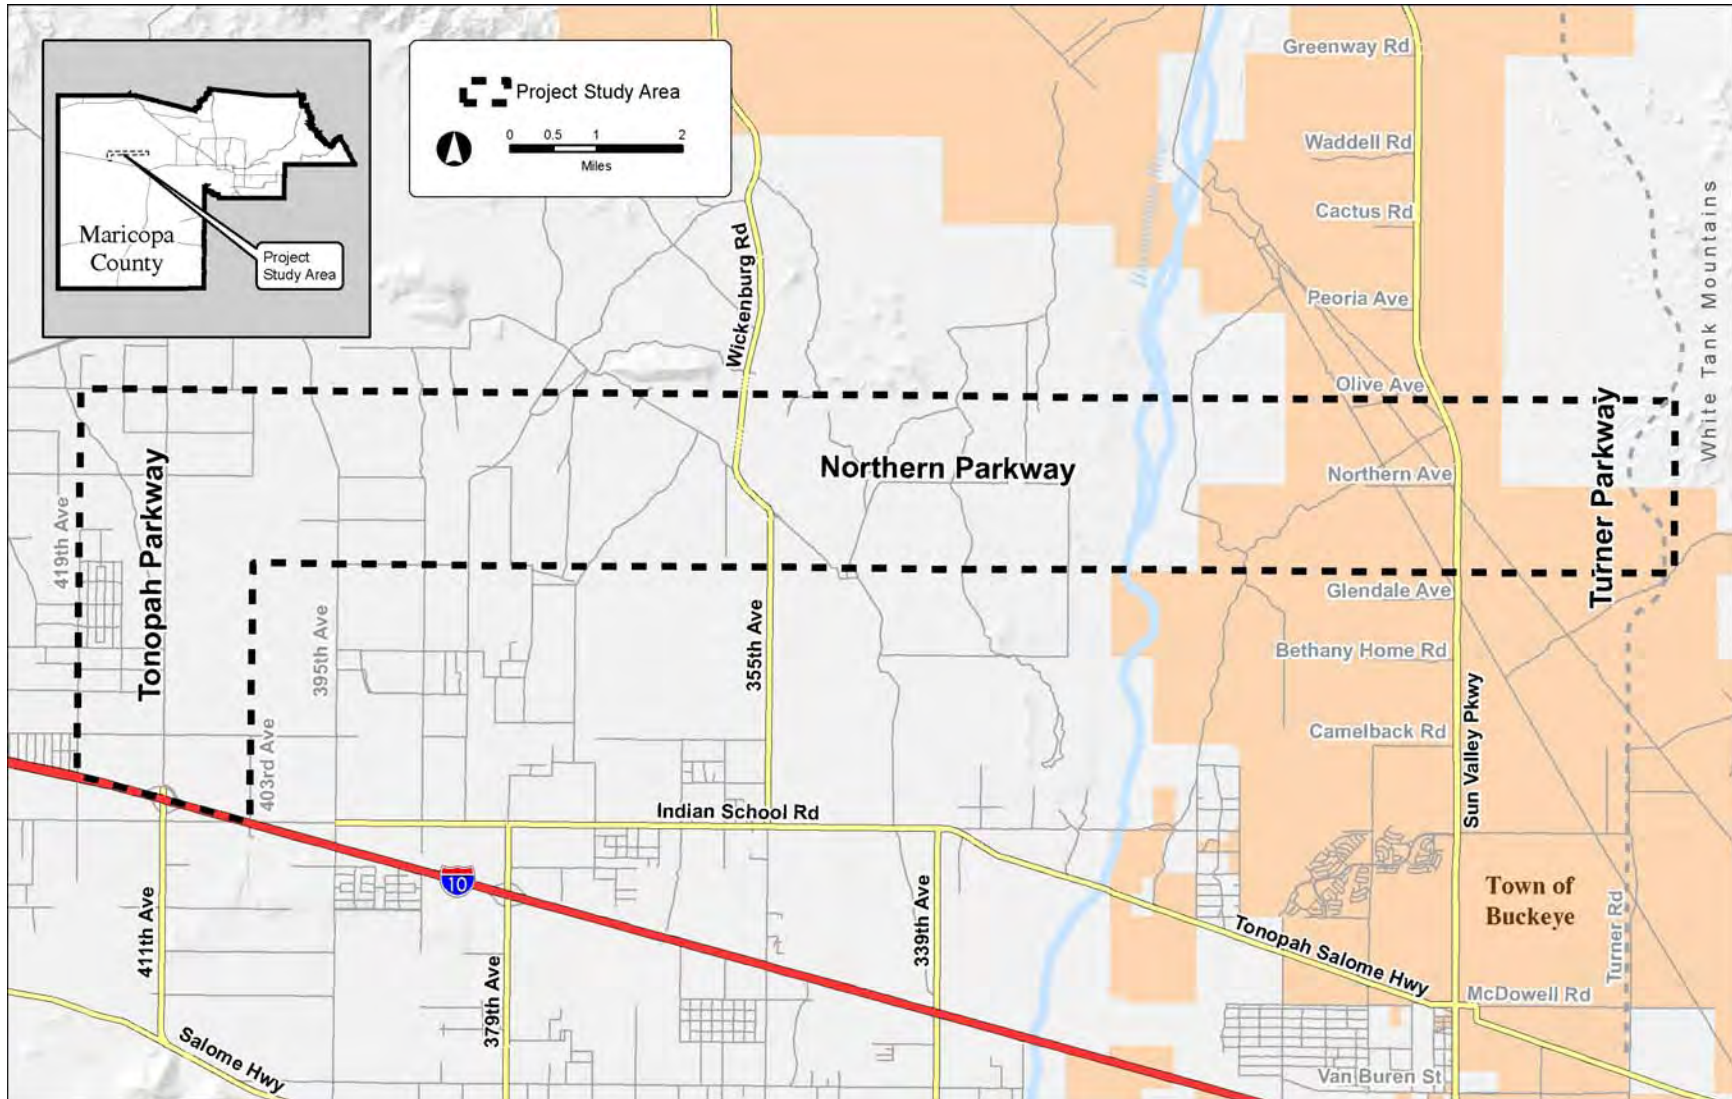 Maricopa
County
Project
Study Area
Project Study Area
0 0.5 1 2
Miles
Greenway Rd
Waddell Rd
Cactus Rd
Peoria Ave
Olive Ave
Northern Ave
Glendale Ave
Bethany Home Rd
Camelback Rd
White Tank Mountains
Wickenburg Rd
Northern Parkway
Turner Parkway
Tonopah Parkway
419th Ave
395th Ave
403rd Ave
355th Ave
Sun Valley Pkwy
Indian School Rd
10
411th Ave
379th Ave
339th Ave
Tonopah Salome Hwy
Town of
Buckeye
Turner Rd
McDowell Rd
Van Buren St
Salome Hwy